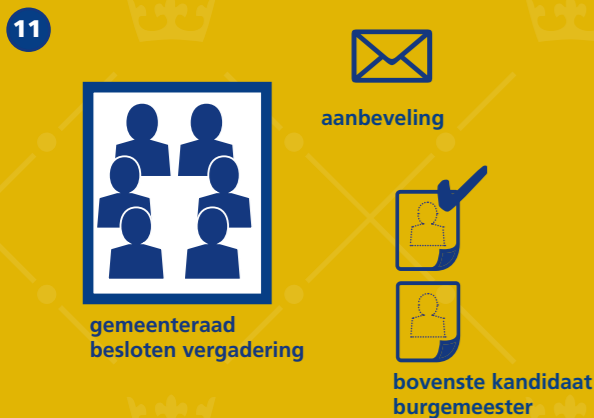 11
aanbeveling
gemeenteraad
besloten vergadering
bovenste kandidaat
burgemeester